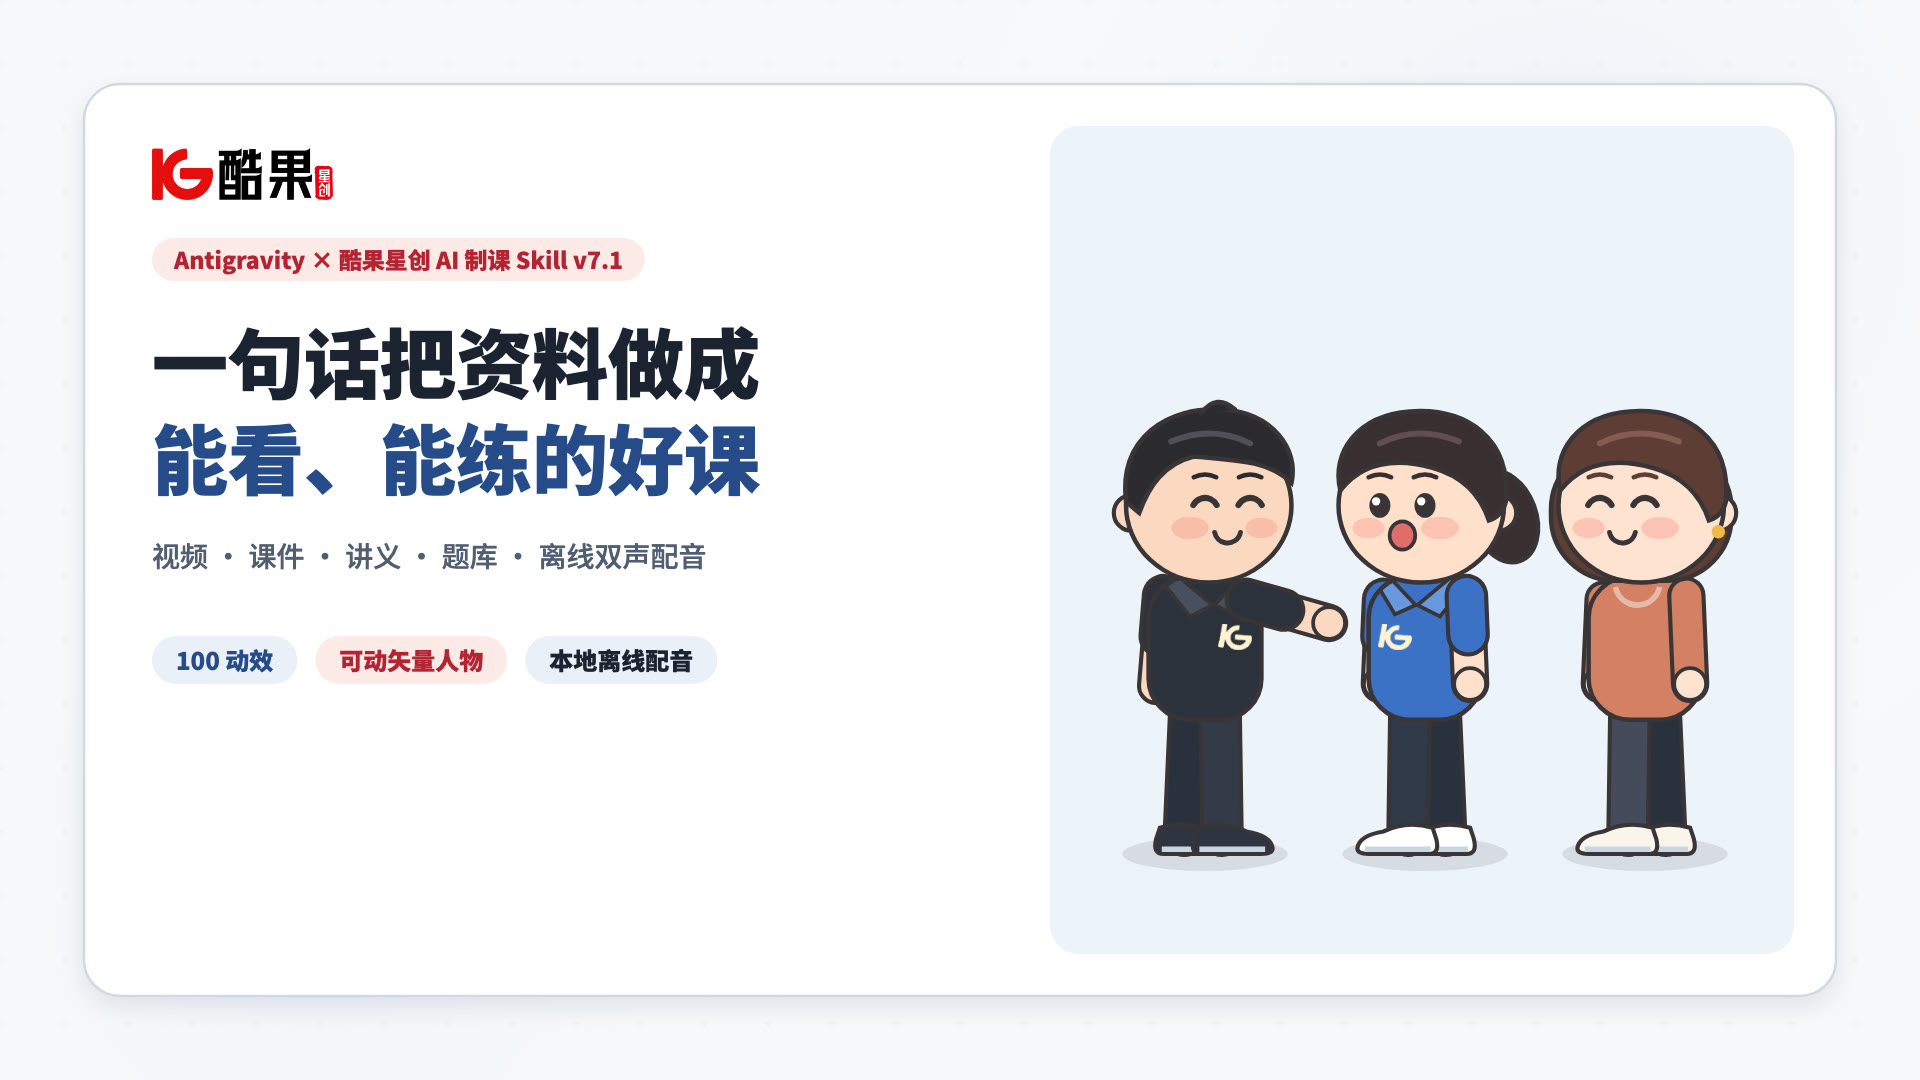 KG酷果星创
Antigravity × 酷果星创 AI 制课 Skill v7.1
一句话把资料做成
能看、能练的好课
视频 • 课件 • 讲义 • 题库 • 离线双声配音
100 动效
可动矢量人物
本地离线配音
KG
KG